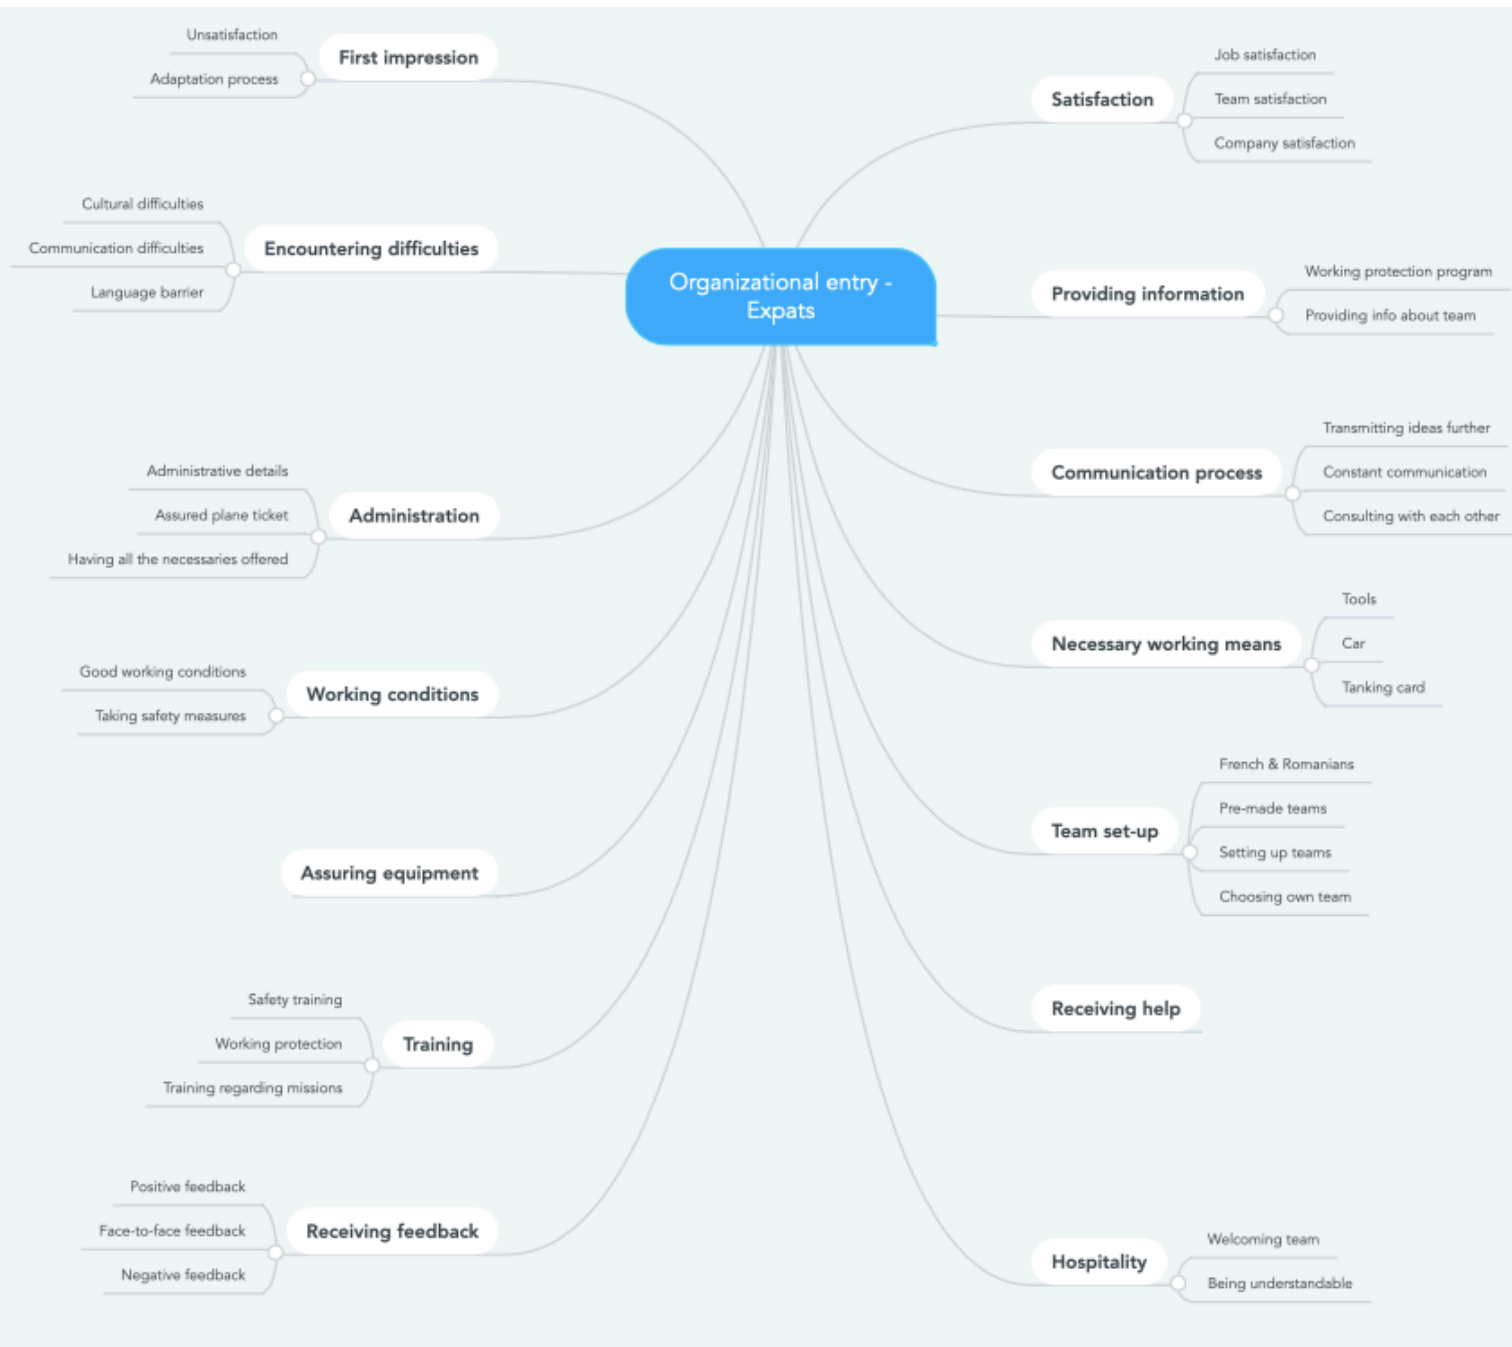 Organizational entry -
Expats
First impression
Unsatisfaction
Adaptation process
Encountering difficulties
Cultural difficulties
Communication difficulties
Language barrier
Administration
Administrative details
Assured plane ticket
Having all the necessaries offered
Working conditions
Good working conditions
Taking safety measures
Assuring equipment
Training
Safety training
Working protection
Training regarding missions
Receiving feedback
Positive feedback
Face-to-face feedback
Negative feedback
Satisfaction
Job satisfaction
Team satisfaction
Company satisfaction
Providing information
Working protection program
Providing info about team
Communication process
Transmitting ideas further
Constant communication
Consulting with each other
Necessary working means
Tools
Car
Tanking card
Team set-up
French & Romanians
Pre-made teams
Setting up teams
Choosing own team
Receiving help
Hospitality
Welcoming team
Being understandable